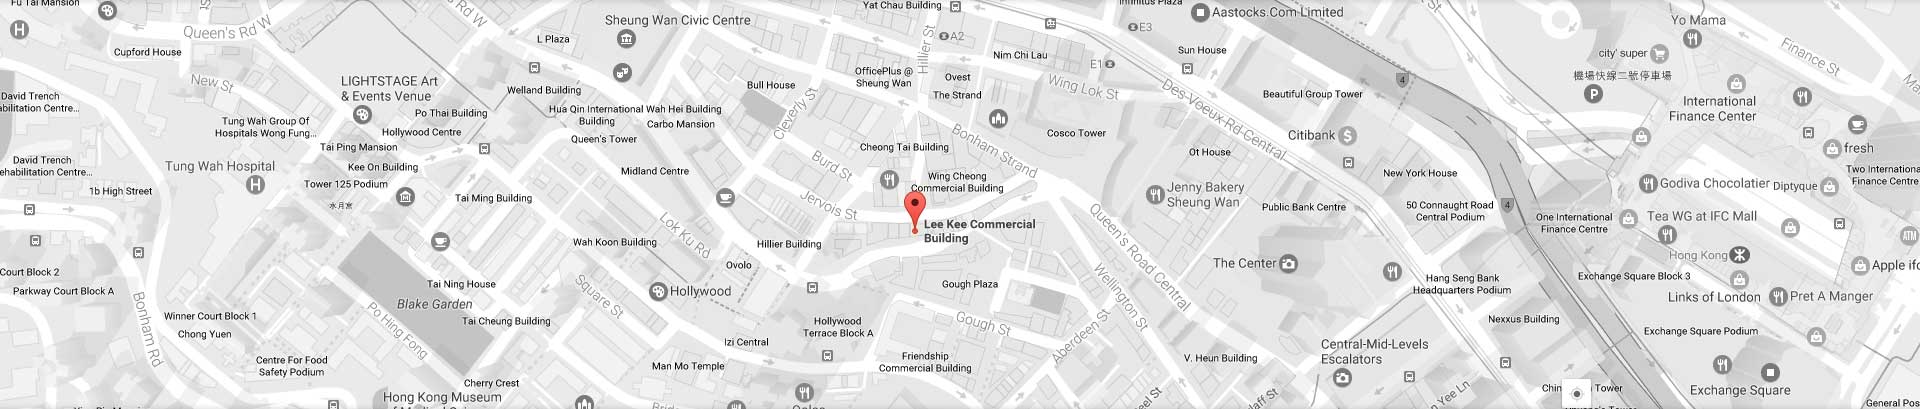 Fu Tai Mansion
Queen's Rd
Rd W
Sheung Wan Civic Centre
Yat Chau Building
Infinitus Plaza
Aastocks.Com Limited
Yo Mama
Cupford House
L Plaza
Hillier St
A2
E3
Nim Chi Lau
Sun House
E1
city' super
Finance St
機場快線二號停車場
New St
LIGHTSTAGE Art
& Events Venue
Welland Building
Bull House
OfficePlus @
Sheung Wan
Ovest
The Strand
Wing Lok St
Des Voeux Rd Central
Beautiful Group Tower
4
International
Finance Center
David Trench
Po Thai Building
Hua Qin International
Building
Wah Hei Building
Carbo Mansion
Cleverly St
Bonham Strand
Cosco Tower
Citibank
Tung Wah Group Of
Hospitals Wong Fung...
Hollywood Centre
Queen's Tower
Tai Ping Mansion
Cheong Tai Building
Ot House
fresh
David Trench
Tung Wah Hospital
Kee On Building
Midland Centre
Burd St
Wing Cheong
Commercial Building
New York House
Two International
Finance Centre
1b High Street
Tower 125 Podium
水月宮
Tai Ming Building
Jervois St
Jenny Bakery
Sheung Wan
Public Bank Centre
50 Connaught Road
Central Podium
4
Godiva Chocolatier
Diptyque
One International
Finance Centre
Tea WG at IFC Mall
Lok Ku Rd
Lee Kee Commercial
Building
Queen's Road Central
ATM
Wah Koon Building
Hillier Building
Hong Kong
Court Block 2
Ovolo
The Center
Apple ifc
Parkway Court Block A
Tai Ning House
Hollywood
Gough Plaza
Wellington St
Hang Seng Bank
Headquarters Podium
Exchange Square Block 3
Blake Garden
Square St
Links of London
Pret A Manger
Bonham Rd
Winner Court Block 1
Chong Yuen
Po Hing Fong
Tai Cheung Building
Hollywood
Terrace Block A
Gough St
Aberdeen St
Nexxus Building
Exchange Square Podium
Izi Central
Central-Mid-Levels
Escalators
Centre For Food
Safety Podium
Man Mo Temple
Friendship
Commercial Building
V. Heun Building
Cherry Crest
Hong Kong Museum
Exchange Square
Tower
General Pos